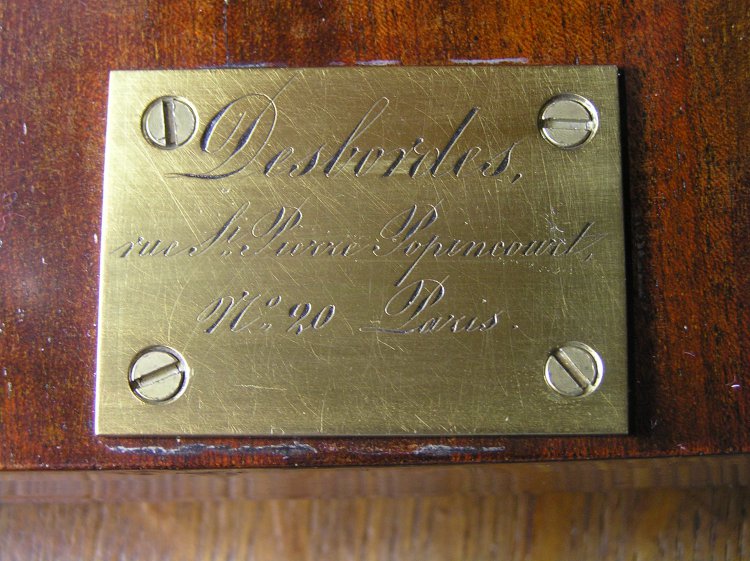 Desbordes,
rue St. Pierre Popincourt,
No. 20 Paris.